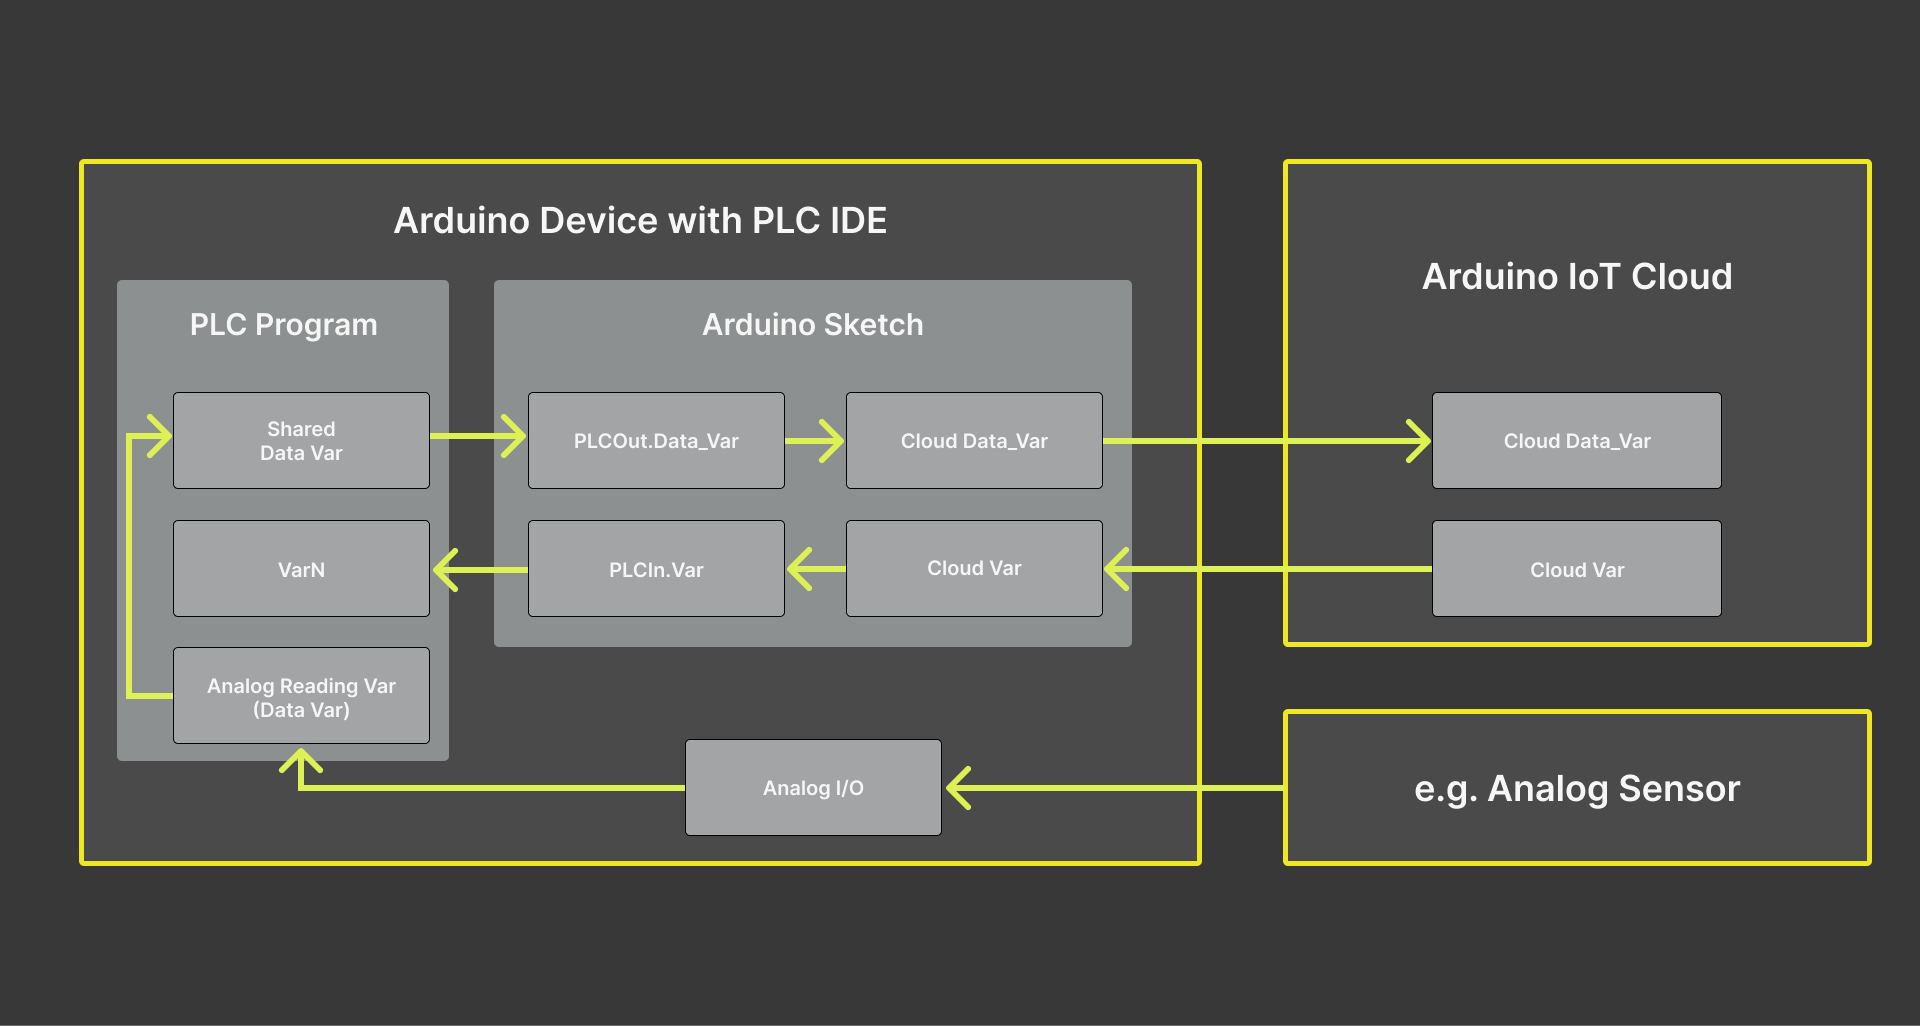 Arduino Device with PLC IDE
PLC Program
Shared
Data Var
VarN
Analog Reading Var
(Data Var)
Arduino Sketch
PLCOut.Data_Var
Cloud Data_Var
PLCIn.Var
Cloud Var
Analog I/O
Arduino IoT Cloud
Cloud Data_Var
Cloud Var
e.g. Analog Sensor